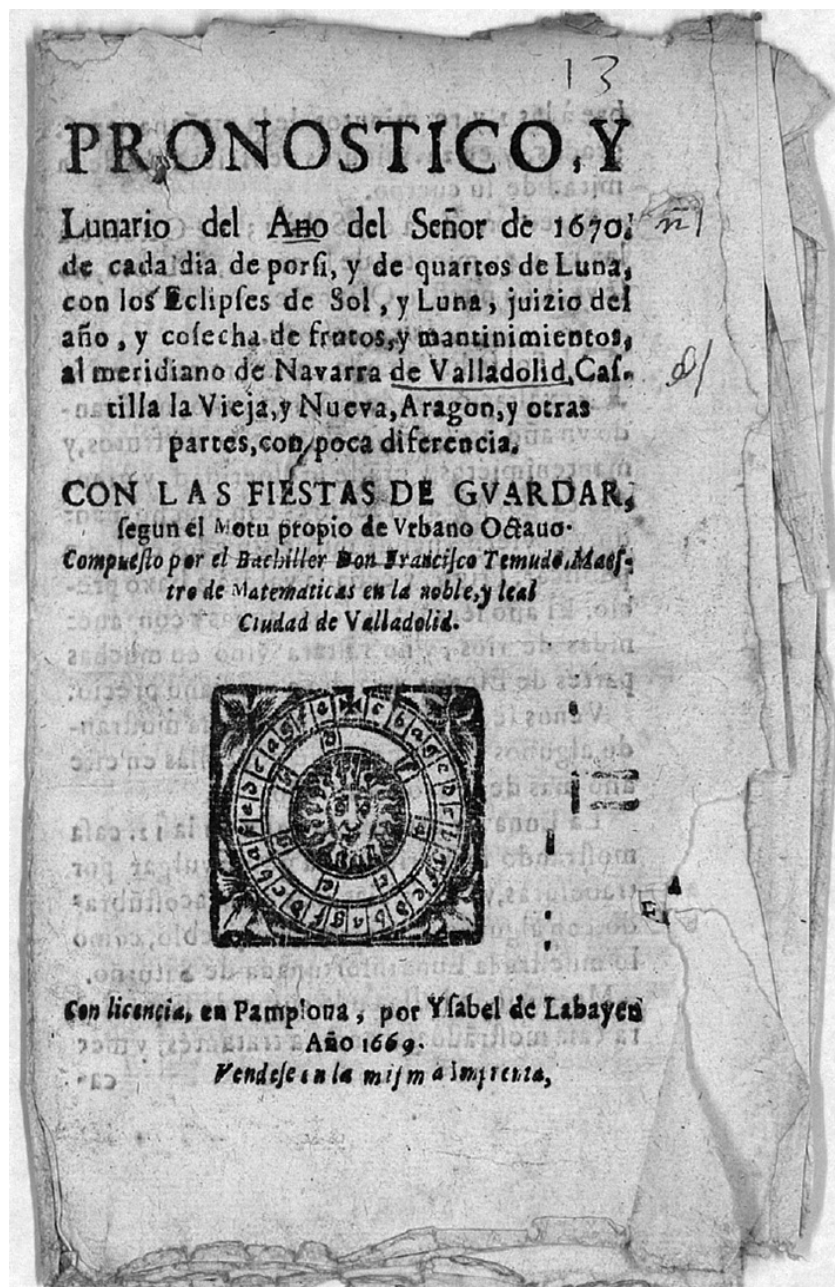 13
PRONOSTICO, Y
Lunario del Ano del Señor de 1670. ñ/
de cada dia de porsi, y de quartos de Luna,
con los Eclipses de Sol, y Luna, juizio del
año, y cosecha de frutos, y mantinimientos,
al meridiano de Navarra de Valladolid, Cas-
tilla la Vieja, y Nueva, Aragon, y otras
partes, con poca diferencia.
CON LAS FIESTAS DE GVARDAR,
segun el Motu propio de Vrbano Octauo.
Compuesto por el Bachiller Don Francisco Temudo, Maes-
tro de Matematicas en la noble, y leal
Ciudad de Valladolid.
Con licencia, en Pamplona, por Ysabel de Labayen
Año 1669.
Vendese en la misma Imprenta,